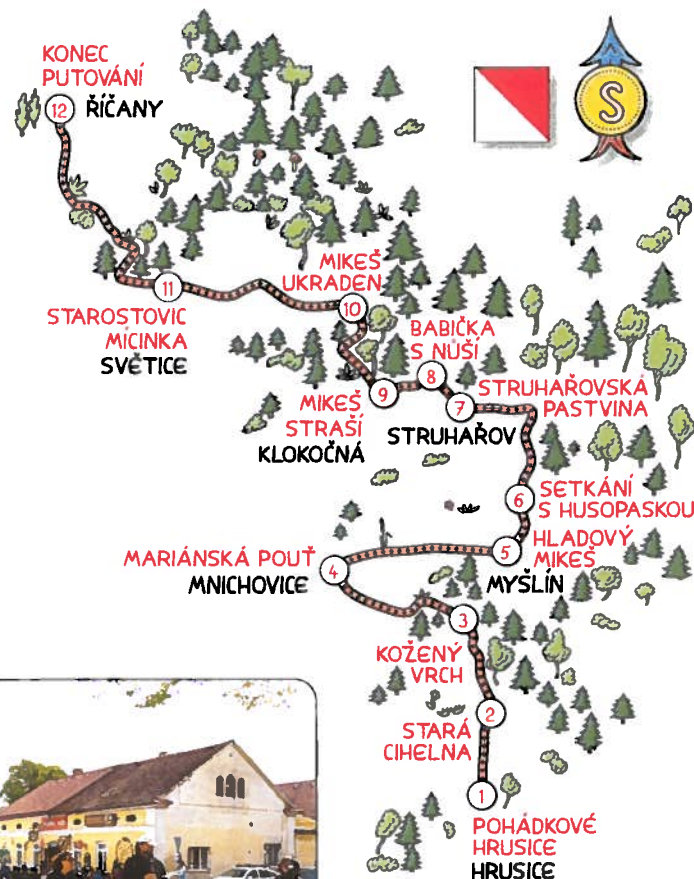 KONEC
PUTOVÁNÍ
12
ŘÍČANY
S
11
STAROSTOVIC
MICINKA
SVĚTICE
MIKEŠ
UKRADEN
10
BABIČKA
S NŮŠÍ
8
9
MIKEŠ
STRAŠÍ
KLOKOČNÁ
7
STRUHAŘOVSKÁ
PASTVINA
STRUHAŘOV
6
SETKÁNÍ
S HUSOPASKOU
5
HLADOVÝ
MIKEŠ
MYŠLÍN
MARIÁNSKÁ POUŤ
4
MNICHOVICE
3
KOŽENÝ
VRCH
2
STARÁ
CIHELNA
1
POHÁDKOVÉ
HRUSICE
HRUSICE